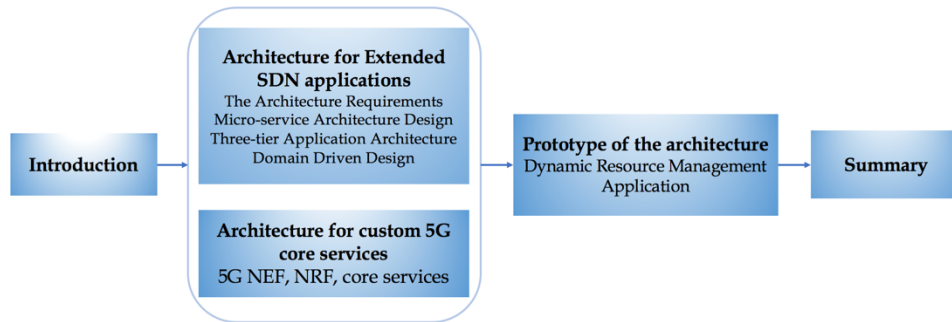 Introduction
Architecture for Extended
SDN applications
The Architecture Requirements
Micro-service Architecture Design
Three-tier Application Architecture
Domain Driven Design
Architecture for custom 5G
core services
5G NEF, NRF, core services
Prototype of the architecture
Dynamic Resource Management
Application
Summary